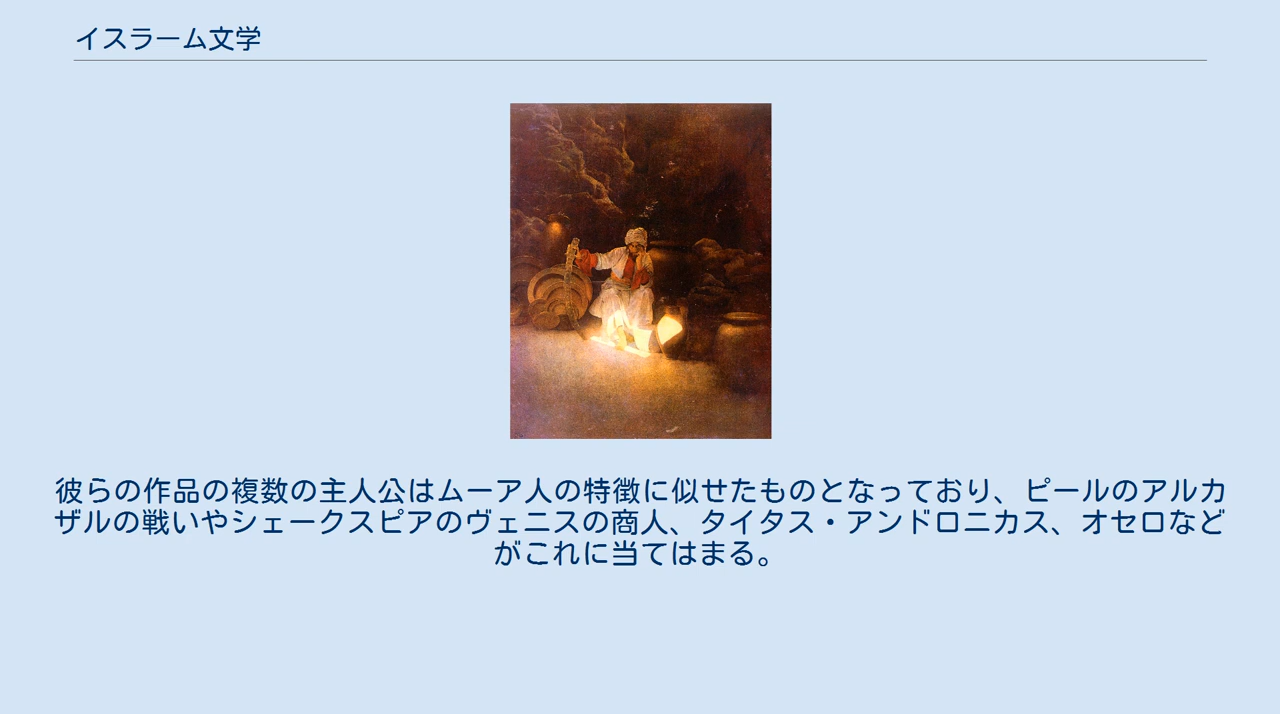 イスラーム文学
彼らの作品の複数の主人公はムーア人の特徴に似せたものとなっており、ピールのアルカ
ザルの戦いやシェークスピアのヴェニスの商人、タイタス・アンドロニカス、オセロなど
がこれに当てはまる。